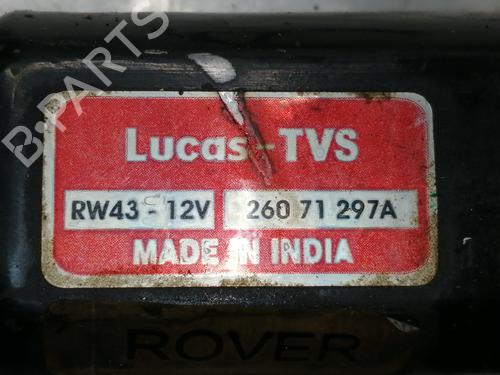 B-PARTS
Lucas-TVS
RW43 - 12V 260 71 297A
MADE IN INDIA
ROVER